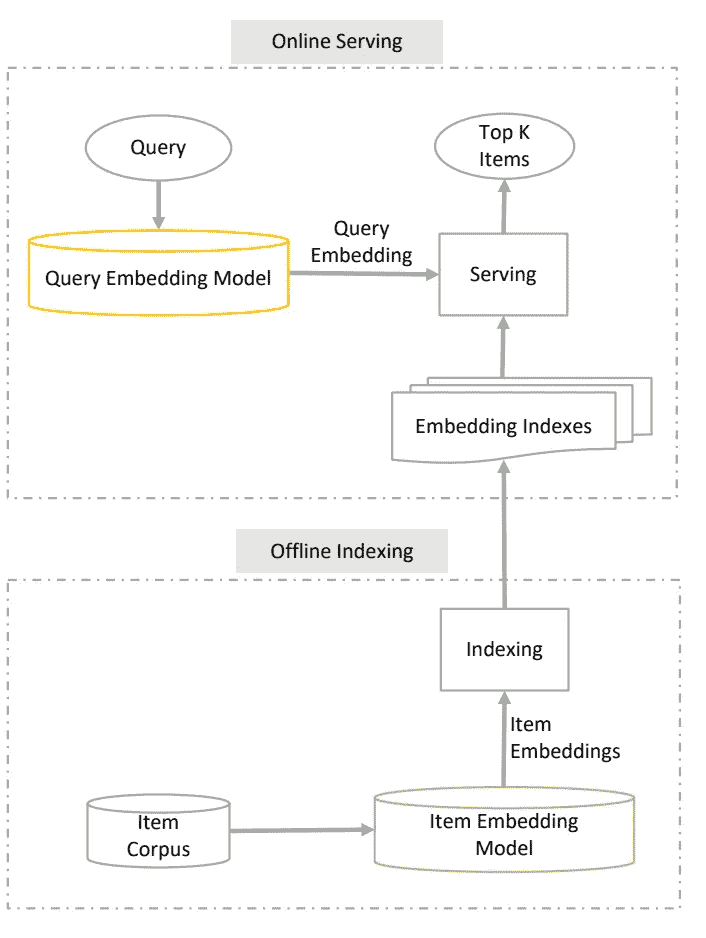 Online Serving
Query
Top K
Items
Query
Embedding
Query Embedding Model
Serving
Embedding Indexes
Offline Indexing
Indexing
Item
Embeddings
Item
Corpus
Item Embedding
Model